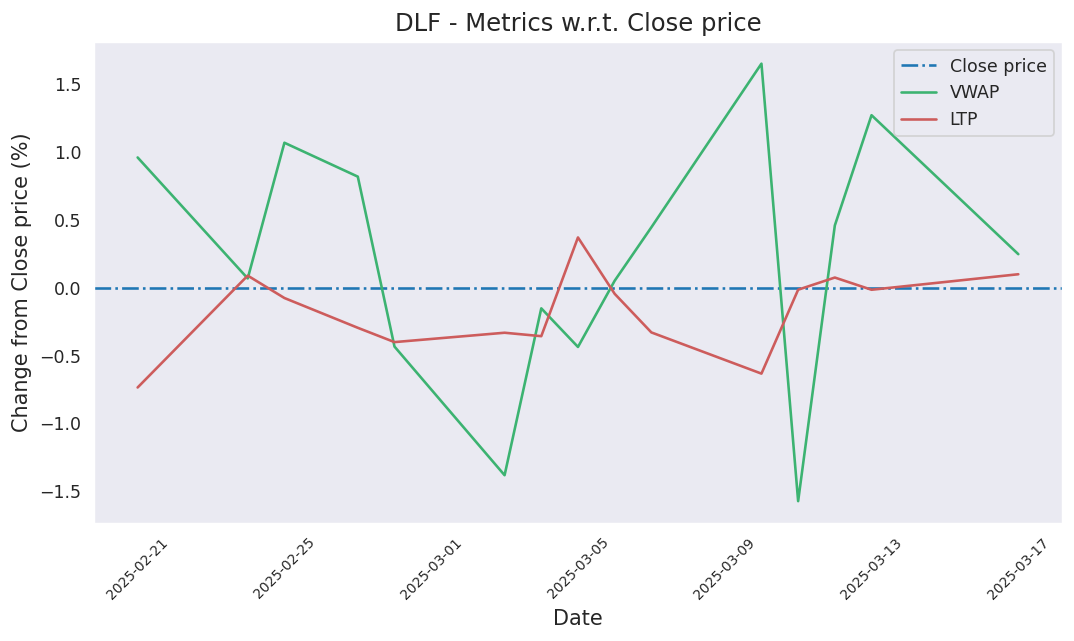 DLF - Metrics w.r.t. Close price
Close price
VWAP
LTP
Change from Close price (%)
1.5
1.0
0.5
0.0
−0.5
−1.0
−1.5
2025-02-21
2025-02-25
2025-03-01
2025-03-05
2025-03-09
2025-03-13
2025-03-17
Date